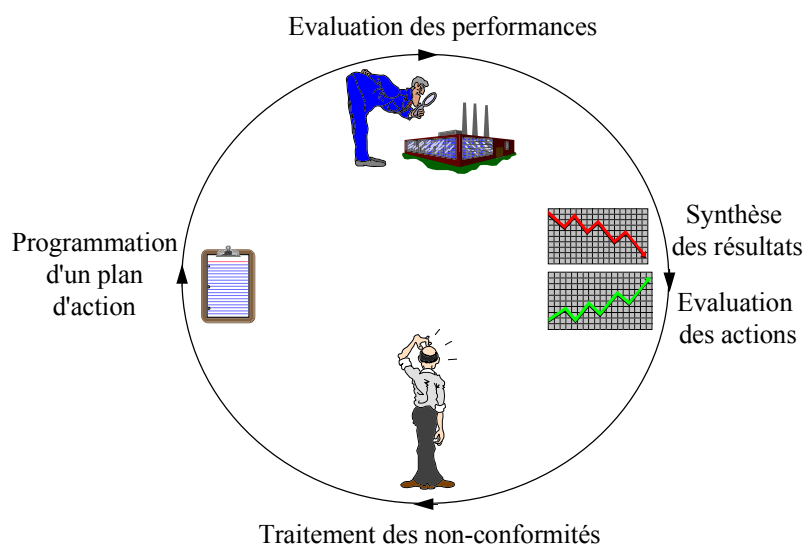 Evaluation des performances
Synthèse
des résultats
Evaluation
des actions
Traitement des non-conformités
Programmation
d'un plan
d'action